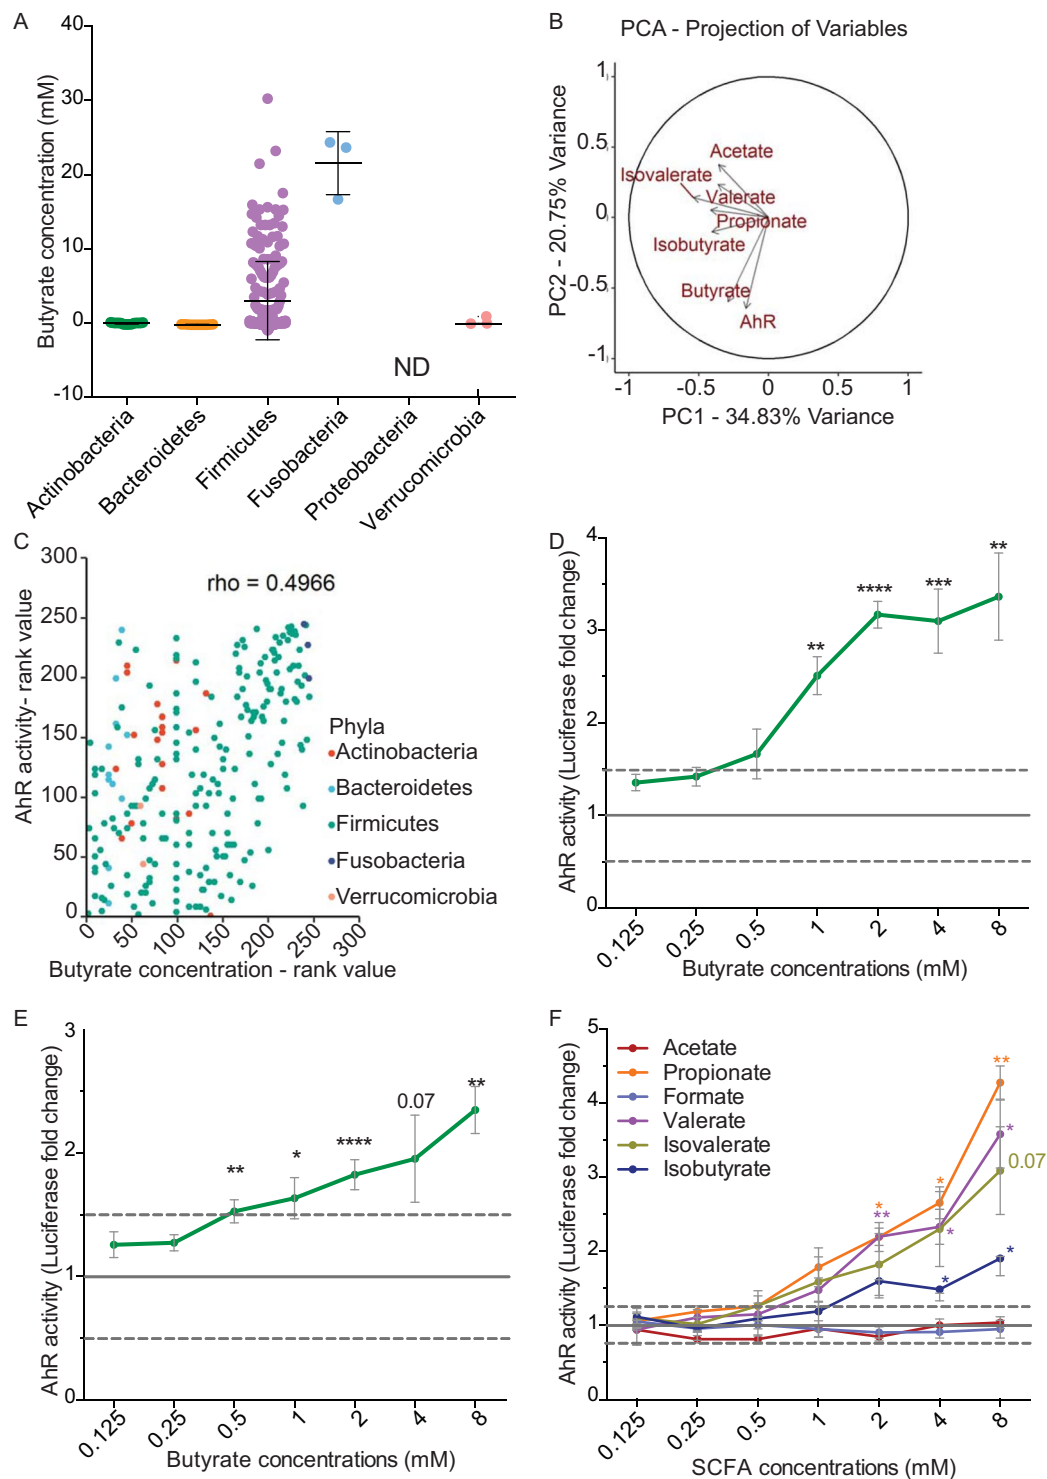 A
Butyrate concentration (mM)
40
30
20
10
0
-10
ND
Actinobacteria
Bacteroidetes
Firmicutes
Fusobacteria
Proteobacteria
Verrucomicrobia
B
PCA - Projection of Variables
PC2 - 20.75% Variance
1
0.5
0
-0.5
-1
Acetate
Isovalerate
Valerate
Propionate
Isobutyrate
Butyrate
AhR
-1 -0.5 0 0.5 1
PC1 - 34.83% Variance
C
AhR activity- rank value
300
250
200
150
100
50
0
rho = 0.4966
Phyla
Actinobacteria
Bacteroidetes
Firmicutes
Fusobacteria
Verrucomicrobia
0 50 100 150 200 250 300
Butyrate concentration - rank value
D
AhR activity (Luciferase fold change)
4
3
2
1
0
** **** *** **
0.125 0.25 0.5 1 2 4 8
Butyrate concentrations (mM)
E
AhR activity (Luciferase fold change)
3
2
1
0
** * **** 0.07 **
0.125 0.25 0.5 1 2 4 8
Butyrate concentrations (mM)
F
AhR activity (Luciferase fold change)
5
4
3
2
1
0
Acetate
Propionate
Formate
Valerate
Isovalerate
Isobutyrate
**
*
0.07
*
*
**
*
*
*
0.125 0.25 0.5 1 2 4 8
SCFA concentrations (mM)